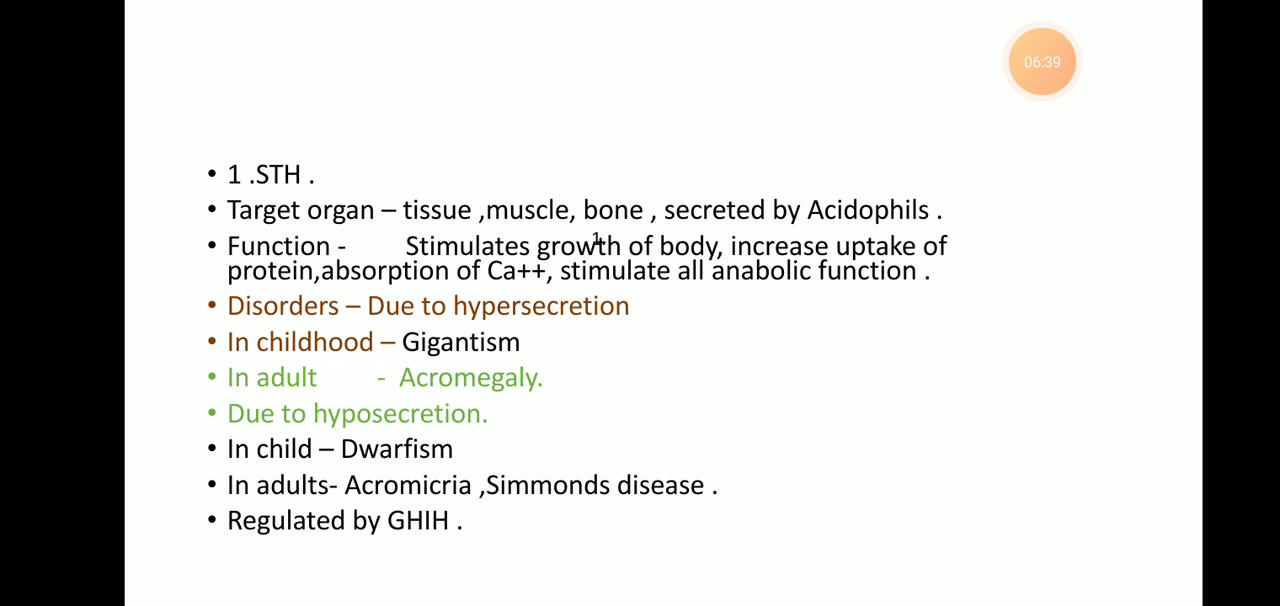 06:39
• 1 .STH .
• Target organ – tissue ,muscle, bone , secreted by Acidophils .
• Function - Stimulates growth of body, increase uptake of
1
protein,absorption of Ca++, stimulate all anabolic function .
• Disorders – Due to hypersecretion
• In childhood – Gigantism
• In adult - Acromegaly.
• Due to hyposecretion.
• In child – Dwarfism
• In adults- Acromicria ,Simmonds disease .
• Regulated by GHIH .